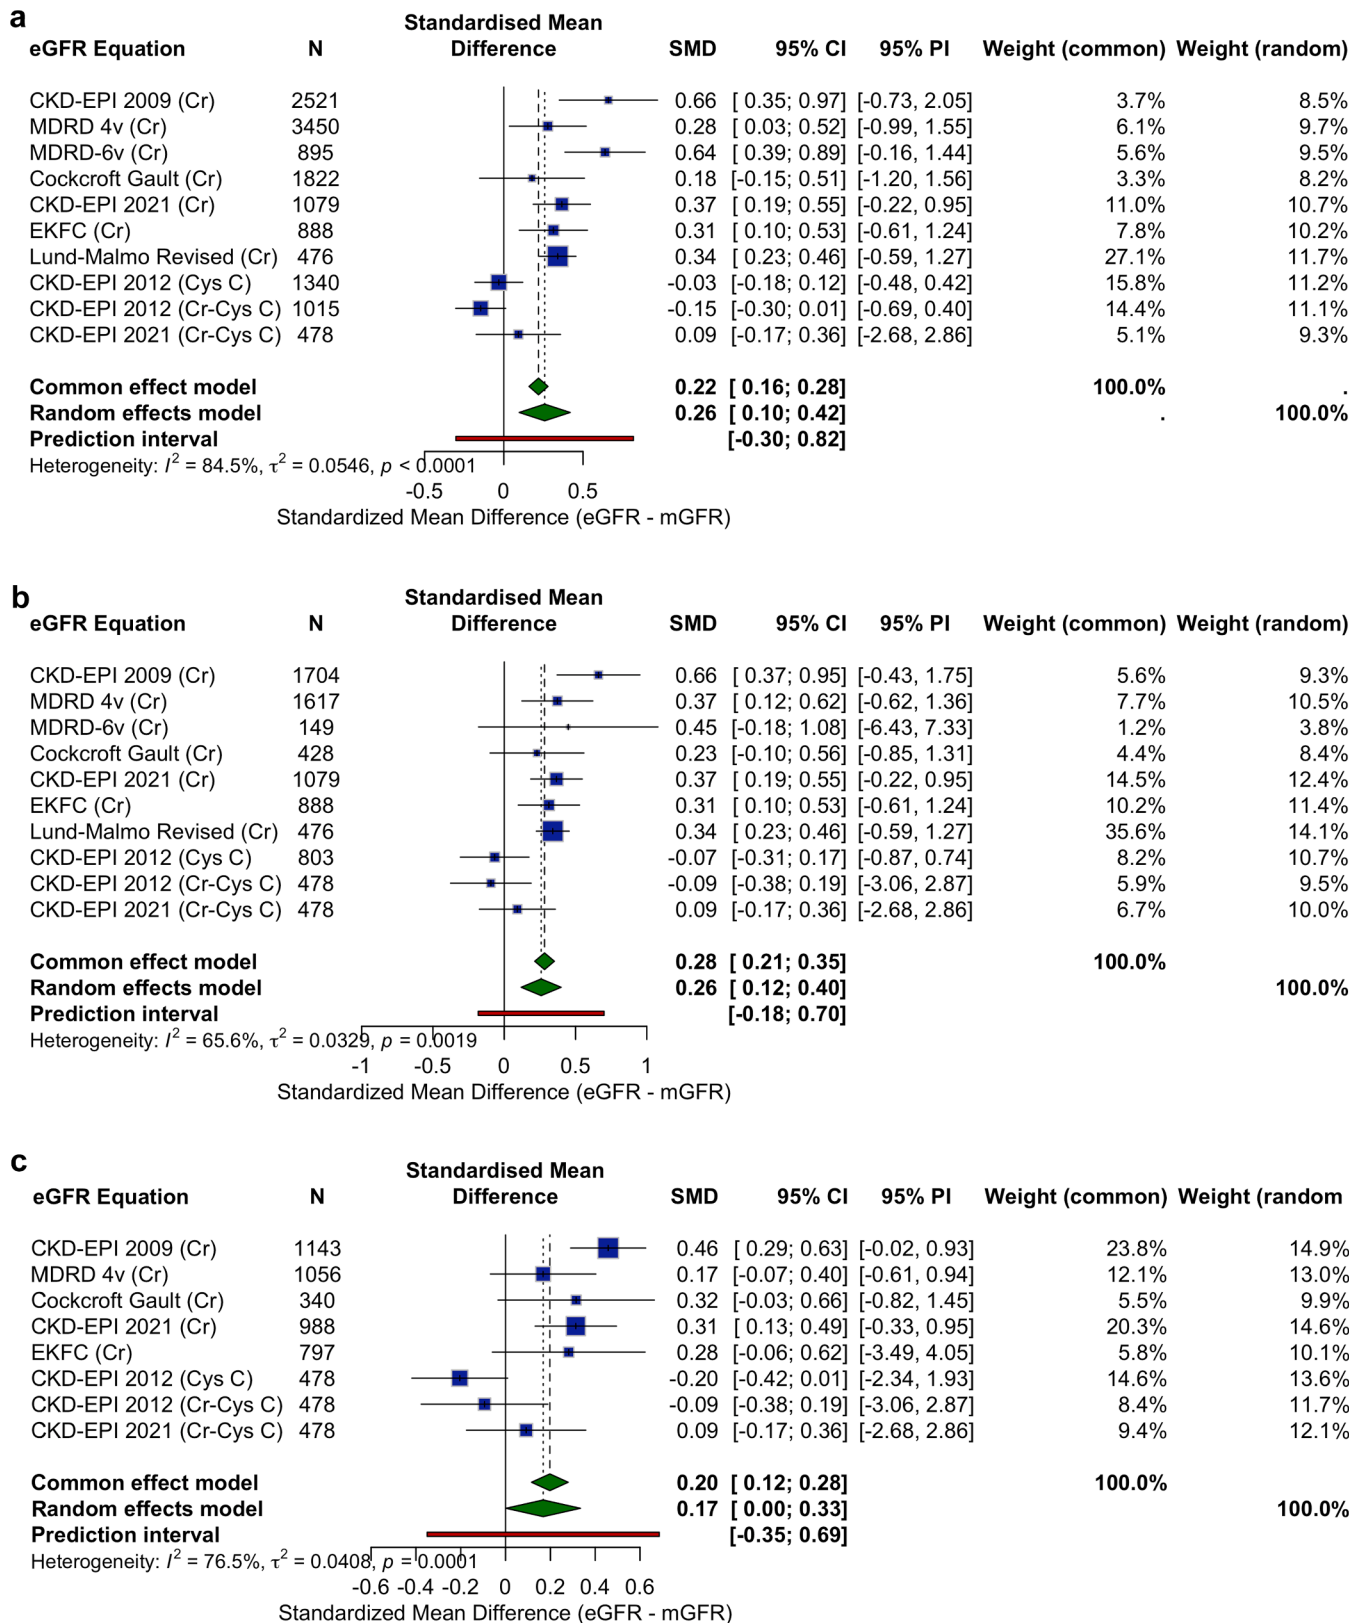 a
Standardised Mean
eGFR Equation N Difference SMD 95% CI 95% PI Weight (common) Weight (random)
CKD-EPI 2009 (Cr) 2521 0.66 [ 0.35; 0.97] [-0.73, 2.05] 3.7% 8.5%
MDRD 4v (Cr) 3450 0.28 [ 0.03; 0.52] [-0.99, 1.55] 6.1% 9.7%
MDRD-6v (Cr) 895 0.64 [ 0.39; 0.89] [-0.16, 1.44] 5.6% 9.5%
Cockcroft Gault (Cr) 1822 0.18 [-0.15; 0.51] [-1.20, 1.56] 3.3% 8.2%
CKD-EPI 2021 (Cr) 1079 0.37 [ 0.19; 0.55] [-0.22, 0.95] 11.0% 10.7%
EKFC (Cr) 888 0.31 [ 0.10; 0.53] [-0.61, 1.24] 7.8% 10.2%
Lund-Malmo Revised (Cr) 476 0.34 [ 0.23; 0.46] [-0.59, 1.27] 27.1% 11.7%
CKD-EPI 2012 (Cys C) 1340 -0.03 [-0.18; 0.12] [-0.48, 0.42] 15.8% 11.2%
CKD-EPI 2012 (Cr-Cys C) 1015 -0.15 [-0.30; 0.01] [-0.69, 0.40] 14.4% 11.1%
CKD-EPI 2021 (Cr-Cys C) 478 0.09 [-0.17; 0.36] [-2.68, 2.86] 5.1% 9.3%
Common effect model 0.22 [ 0.16; 0.28] 100.0% .
Random effects model 0.26 [ 0.10; 0.42] . 100.0%
Prediction interval [-0.30; 0.82]
Heterogeneity: I² = 84.5%, τ² = 0.0546, p < 0.0001
-0.5 0 0.5
Standardized Mean Difference (eGFR - mGFR)
b
Standardised Mean
eGFR Equation N Difference SMD 95% CI 95% PI Weight (common) Weight (random)
CKD-EPI 2009 (Cr) 1704 0.66 [ 0.37; 0.95] [-0.43, 1.75] 5.6% 9.3%
MDRD 4v (Cr) 1617 0.37 [ 0.12; 0.62] [-0.62, 1.36] 7.7% 10.5%
MDRD-6v (Cr) 149 0.45 [-0.18; 1.08] [-6.43, 7.33] 1.2% 3.8%
Cockcroft Gault (Cr) 428 0.23 [-0.10; 0.56] [-0.85, 1.31] 4.4% 8.4%
CKD-EPI 2021 (Cr) 1079 0.37 [ 0.19; 0.55] [-0.22, 0.95] 14.5% 12.4%
EKFC (Cr) 888 0.31 [ 0.10; 0.53] [-0.61, 1.24] 10.2% 11.4%
Lund-Malmo Revised (Cr) 476 0.34 [ 0.23; 0.46] [-0.59, 1.27] 35.6% 14.1%
CKD-EPI 2012 (Cys C) 803 -0.07 [-0.31; 0.17] [-0.87, 0.74] 8.2% 10.7%
CKD-EPI 2012 (Cr-Cys C) 478 -0.09 [-0.38; 0.19] [-3.06, 2.87] 5.9% 9.5%
CKD-EPI 2021 (Cr-Cys C) 478 0.09 [-0.17; 0.36] [-2.68, 2.86] 6.7% 10.0%
Common effect model 0.28 [ 0.21; 0.35] 100.0%
Random effects model 0.26 [ 0.12; 0.40] 100.0%
Prediction interval [-0.18; 0.70]
Heterogeneity: I² = 65.6%, τ² = 0.0329, p = 0.0019
-1 -0.5 0 0.5 1
Standardized Mean Difference (eGFR - mGFR)
c
Standardised Mean
eGFR Equation N Difference SMD 95% CI 95% PI Weight (common) Weight (random
CKD-EPI 2009 (Cr) 1143 0.46 [ 0.29; 0.63] [-0.02, 0.93] 23.8% 14.9%
MDRD 4v (Cr) 1056 0.17 [-0.07; 0.40] [-0.61, 0.94] 12.1% 13.0%
Cockcroft Gault (Cr) 340 0.32 [-0.03; 0.66] [-0.82, 1.45] 5.5% 9.9%
CKD-EPI 2021 (Cr) 988 0.31 [ 0.13; 0.49] [-0.33, 0.95] 20.3% 14.6%
EKFC (Cr) 797 0.28 [-0.06; 0.62] [-3.49, 4.05] 5.8% 10.1%
CKD-EPI 2012 (Cys C) 478 -0.20 [-0.42; 0.01] [-2.34, 1.93] 14.6% 13.6%
CKD-EPI 2012 (Cr-Cys C) 478 -0.09 [-0.38; 0.19] [-3.06, 2.87] 8.4% 11.7%
CKD-EPI 2021 (Cr-Cys C) 478 0.09 [-0.17; 0.36] [-2.68, 2.86] 9.4% 12.1%
Common effect model 0.20 [ 0.12; 0.28] 100.0%
Random effects model 0.17 [ 0.00; 0.33] 100.0%
Prediction interval [-0.35; 0.69]
Heterogeneity: I² = 76.5%, τ² = 0.0408, p = 0.0001
-0.6 -0.4 -0.2 0 0.2 0.4 0.6
Standardized Mean Difference (eGFR - mGFR)